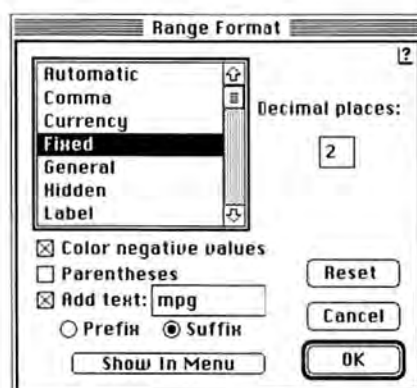 Range Format
?
Automatic
Comma
Currency
Fixed
General
Hidden
Label
Decimal places:
2
Color negative values
Parentheses
Add text: mpg
Prefix Suffix
Show In Menu
Reset
Cancel
OK